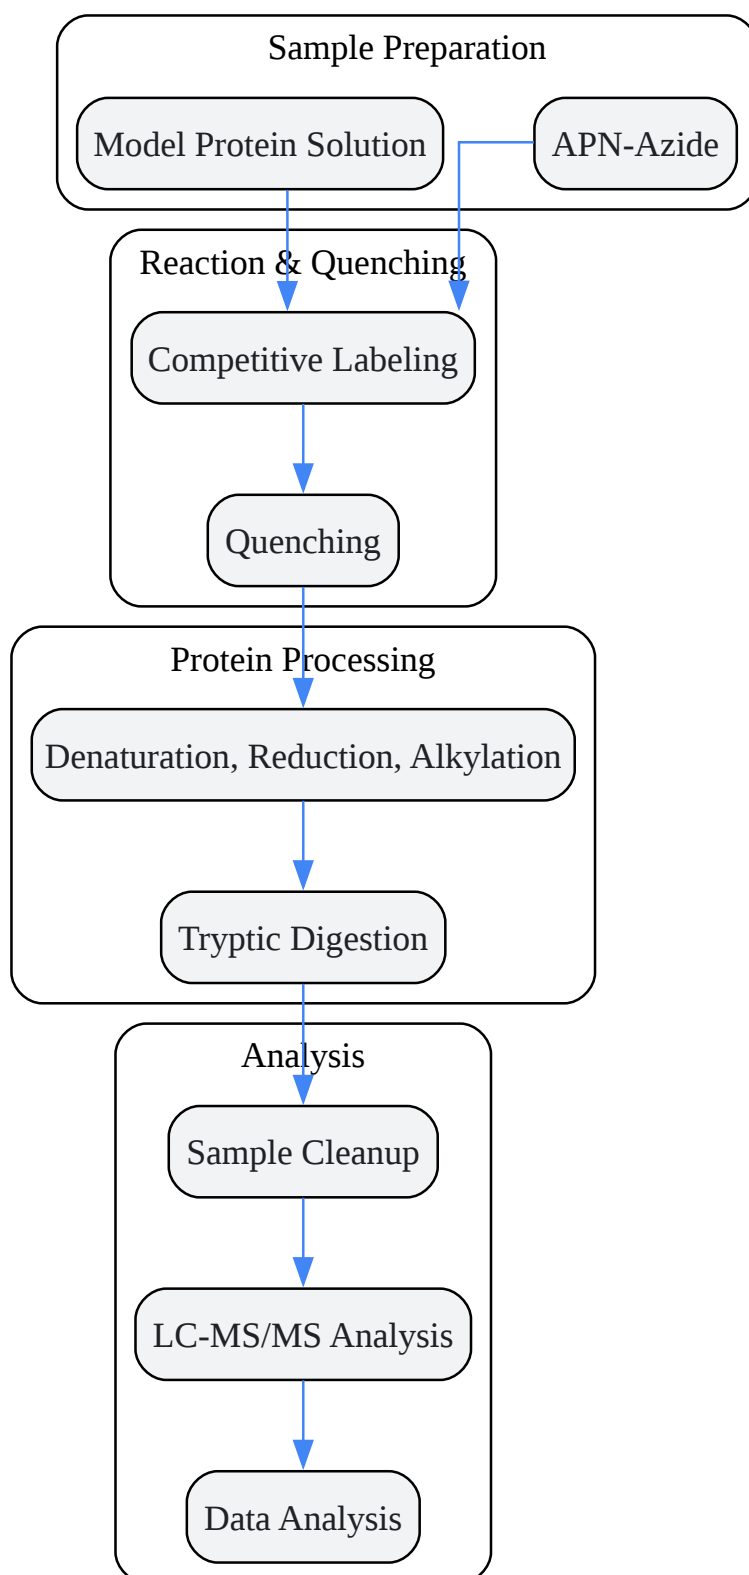 Sample Preparation
Model Protein Solution
APN-Azide
Reaction & Quenching
Competitive Labeling
Quenching
Protein Processing
Denaturation, Reduction, Alkylation
Tryptic Digestion
Analysis
Sample Cleanup
LC-MS/MS Analysis
Data Analysis